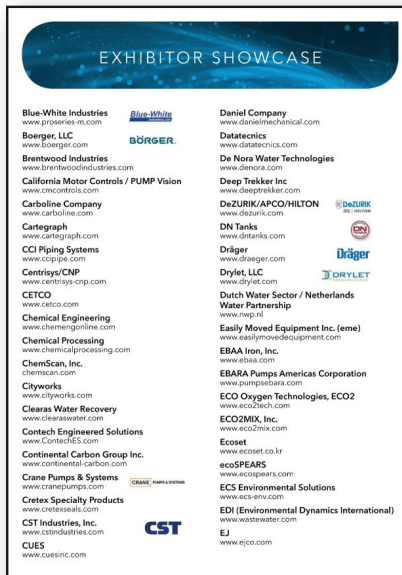 EXHIBITOR SHOWCASE
Blue-White Industries
www.proseries-m.com
Blue-White
Boerger, LLC
www.boerger.com
BÖRGER.
Brentwood Industries
www.brentwoodindustries.com
California Motor Controls / PUMP Vision
www.cmcontrols.com
Carboline Company
www.carboline.com
Cartegraph
www.cartegraph.com
CCI Piping Systems
www.ccipipe.com
Centrisys/CNP
www.centrisys-cnp.com
CETCO
www.cetco.com
Chemical Engineering
www.chemengonline.com
Chemical Processing
www.chemicalprocessing.com
ChemScan, Inc.
chemscan.com
Cityworks
www.cityworks.com
Clearas Water Recovery
www.clearaswater.com
Contech Engineered Solutions
www.ContechES.com
Continental Carbon Group Inc.
www.continental-carbon.com
Crane Pumps & Systems
www.cranepumps.com
CRANE PUMPS & SYSTEMS
Cretex Specialty Products
www.cretexseals.com
CST Industries, Inc.
www.cstindustries.com
CST
CUES
www.cuesinc.com
Daniel Company
www.danielmechanical.com
Datatecnics
www.datatecnics.com
De Nora Water Technologies
www.denora.com
Deep Trekker Inc
www.deeptrekker.com
DeZURIK/APCO/HILTON
www.dezurik.com
DeZURIK
DN Tanks
www.dntanks.com
DN
Dräger
www.draeger.com
Dräger
Drylet, LLC
www.drylet.com
DRYLET
Dutch Water Sector / Netherlands
Water Partnership
www.nwp.nl
Easily Moved Equipment Inc. (eme)
www.easilymovedequipment.com
EBAA Iron, Inc.
www.ebaa.com
EBARA Pumps Americas Corporation
www.pumpsebara.com
ECO Oxygen Technologies, ECO2
www.eco2tech.com
ECO2MIX, Inc.
www.eco2mix.com
Ecoset
www.ecoset.co.kr
ecoSPEARS
www.ecospears.com
ECS Environmental Solutions
www.ecs-env.com
EDI (Environmental Dynamics International)
www.wastewater.com
EJ
www.ejco.com